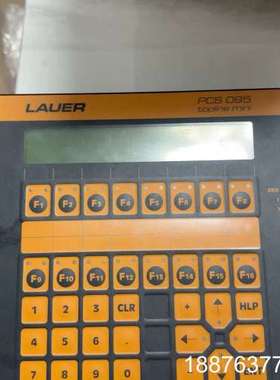 LAUER
PCS 095
topline mini
F1 F2 F3 F4 F5 F6 F7 F8
F9 F10 F11 F12 F13 F14 F15 F16
1 2 3 CLR + HLP
4 5 6
7 8 9
18876377